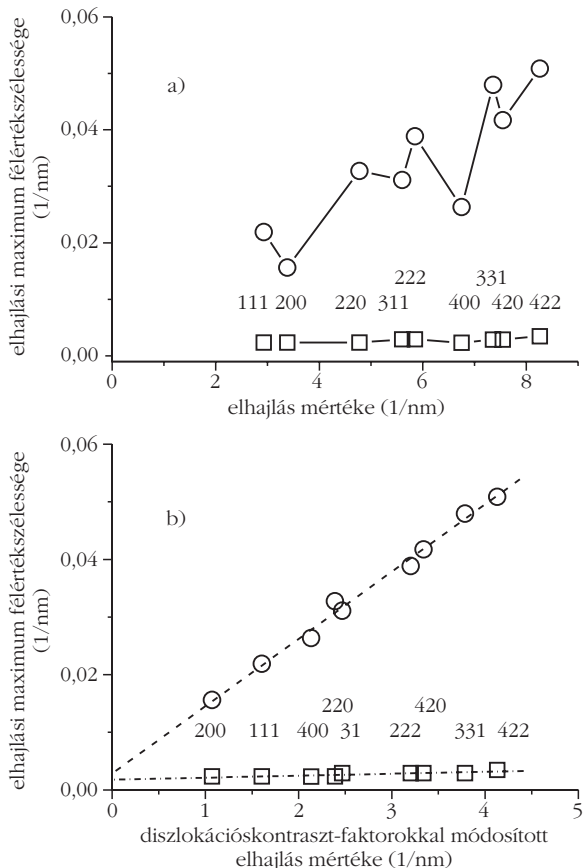 elhajlási maximum félértékszélessége
(1/nm)
0,06
0,04
0,02
0,00
a)
222
331
111 200 220 311 400 420 422
0 2 4 6 8
elhajlás mértéke (1/nm)
elhajlási maximum félértékszélessége
(1/nm)
0,06
0,04
0,02
0,00
b)
220 420
200 111 400 31 222 331 422
0 1 2 3 4 5
diszlokációskontraszt-faktorokkal módosított
elhajlás mértéke (1/nm)